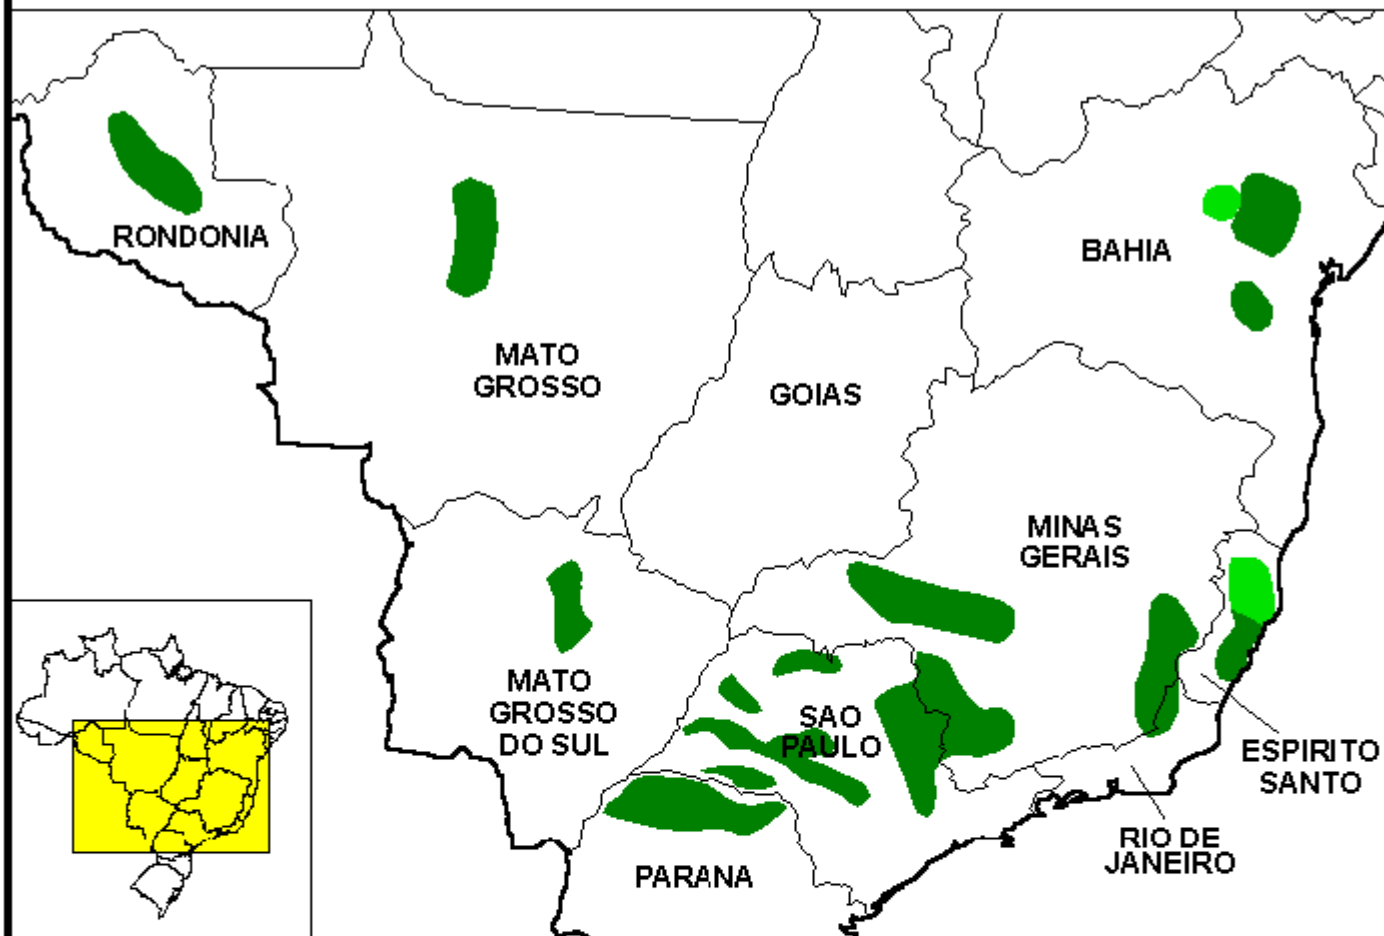 RONDONIA
BAHIA
MATO
GROSSO
GOIAS
MINAS
GERAIS
MATO
GROSSO
DO SUL
SAO
PAULO
ESPIRITO
SANTO
RIO DE
JANEIRO
PARANA